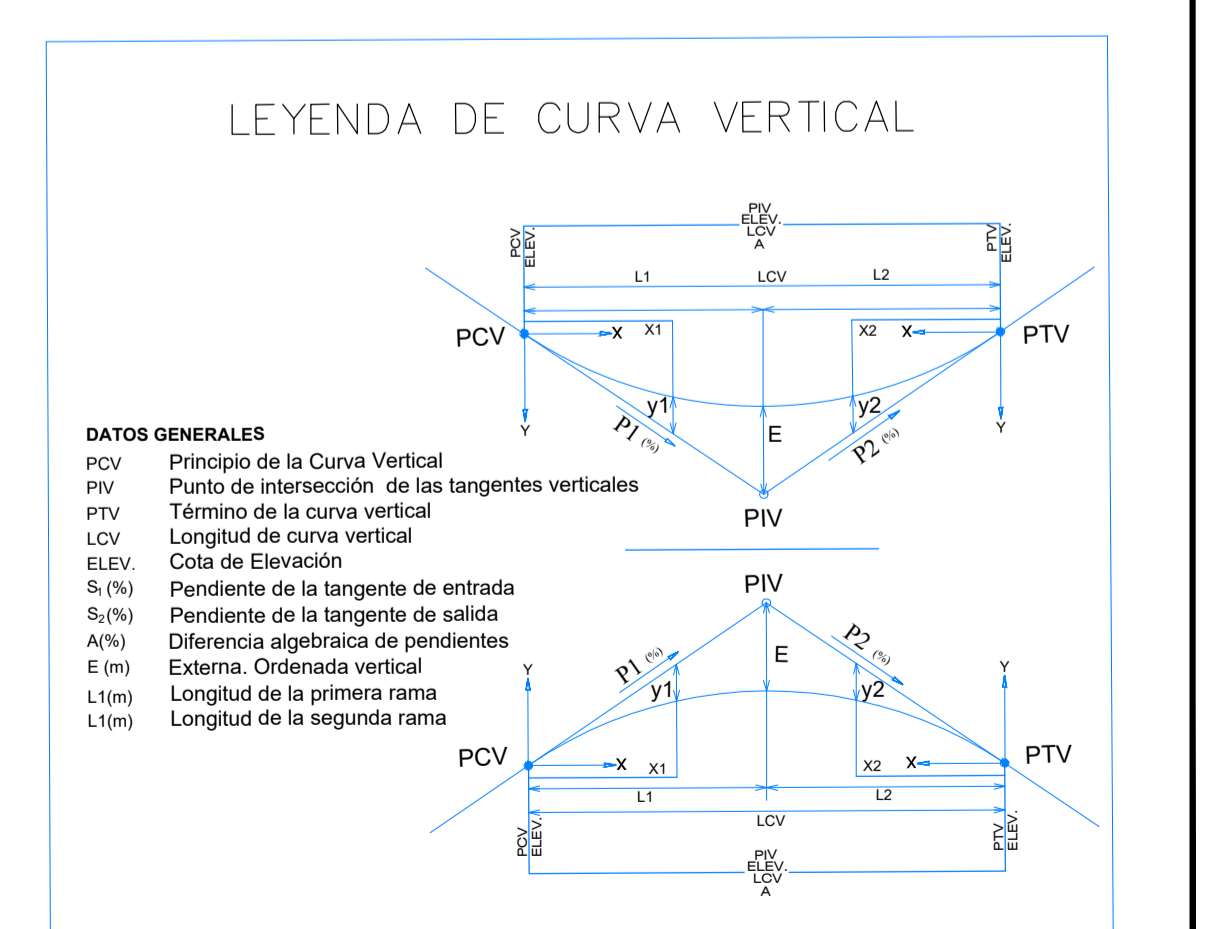 LEYENDA DE CURVA VERTICAL
PIV
ELEV.
LCV
A
PCV
ELEV.
PTV
ELEV.
L1
LCV
L2
PCV
X
X1
X2
X
PTV
y1
y2
Y
Y
P1 (%)
E
P2 (%)
PIV
DATOS GENERALES
PCV Principio de la Curva Vertical
PIV Punto de intersección de las tangentes verticales
PTV Término de la curva vertical
LCV Longitud de curva vertical
ELEV. Cota de Elevación
S1 (%) Pendiente de la tangente de entrada
S2(%) Pendiente de la tangente de salida
A(%) Diferencia algebraica de pendientes
E (m) Externa. Ordenada vertical
L1(m) Longitud de la primera rama
L1(m) Longitud de la segunda rama
PIV
P1 (%)
E
P2 (%)
Y
Y
y1
y2
PCV
X
X1
X2
X
PTV
L1
L2
LCV
PCV
ELEV.
PTV
ELEV.
PIV
ELEV.
LCV
A